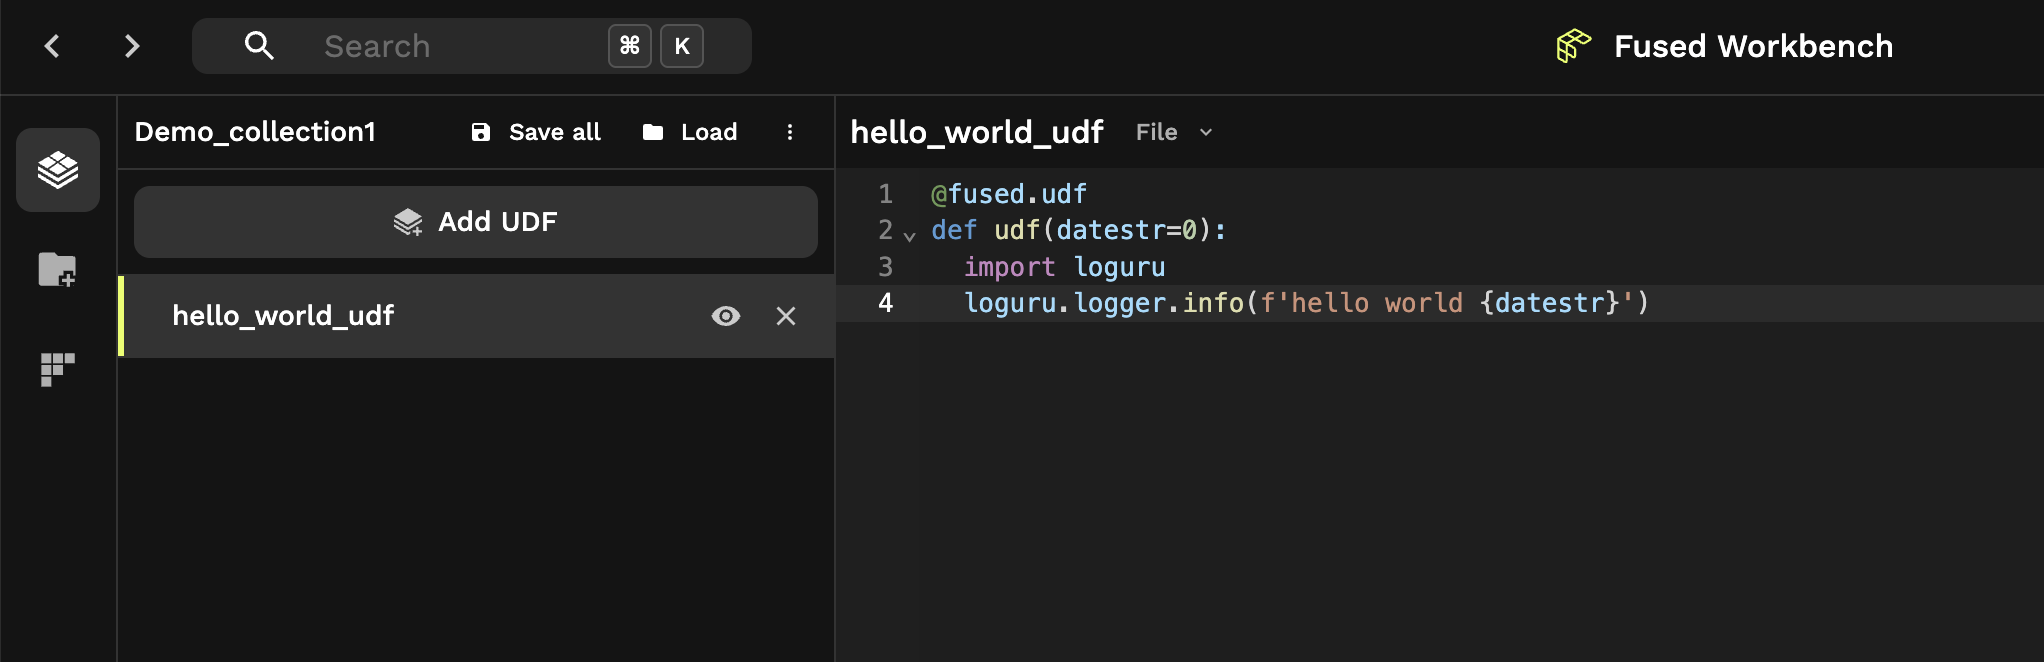 Search ⌘ K
Fused Workbench
Demo_collection1 Save all Load
Add UDF
hello_world_udf
hello_world_udf File
1 @fused.udf
2 def udf(datestr=0):
3   import loguru
4   loguru.logger.info(f'hello world {datestr}')